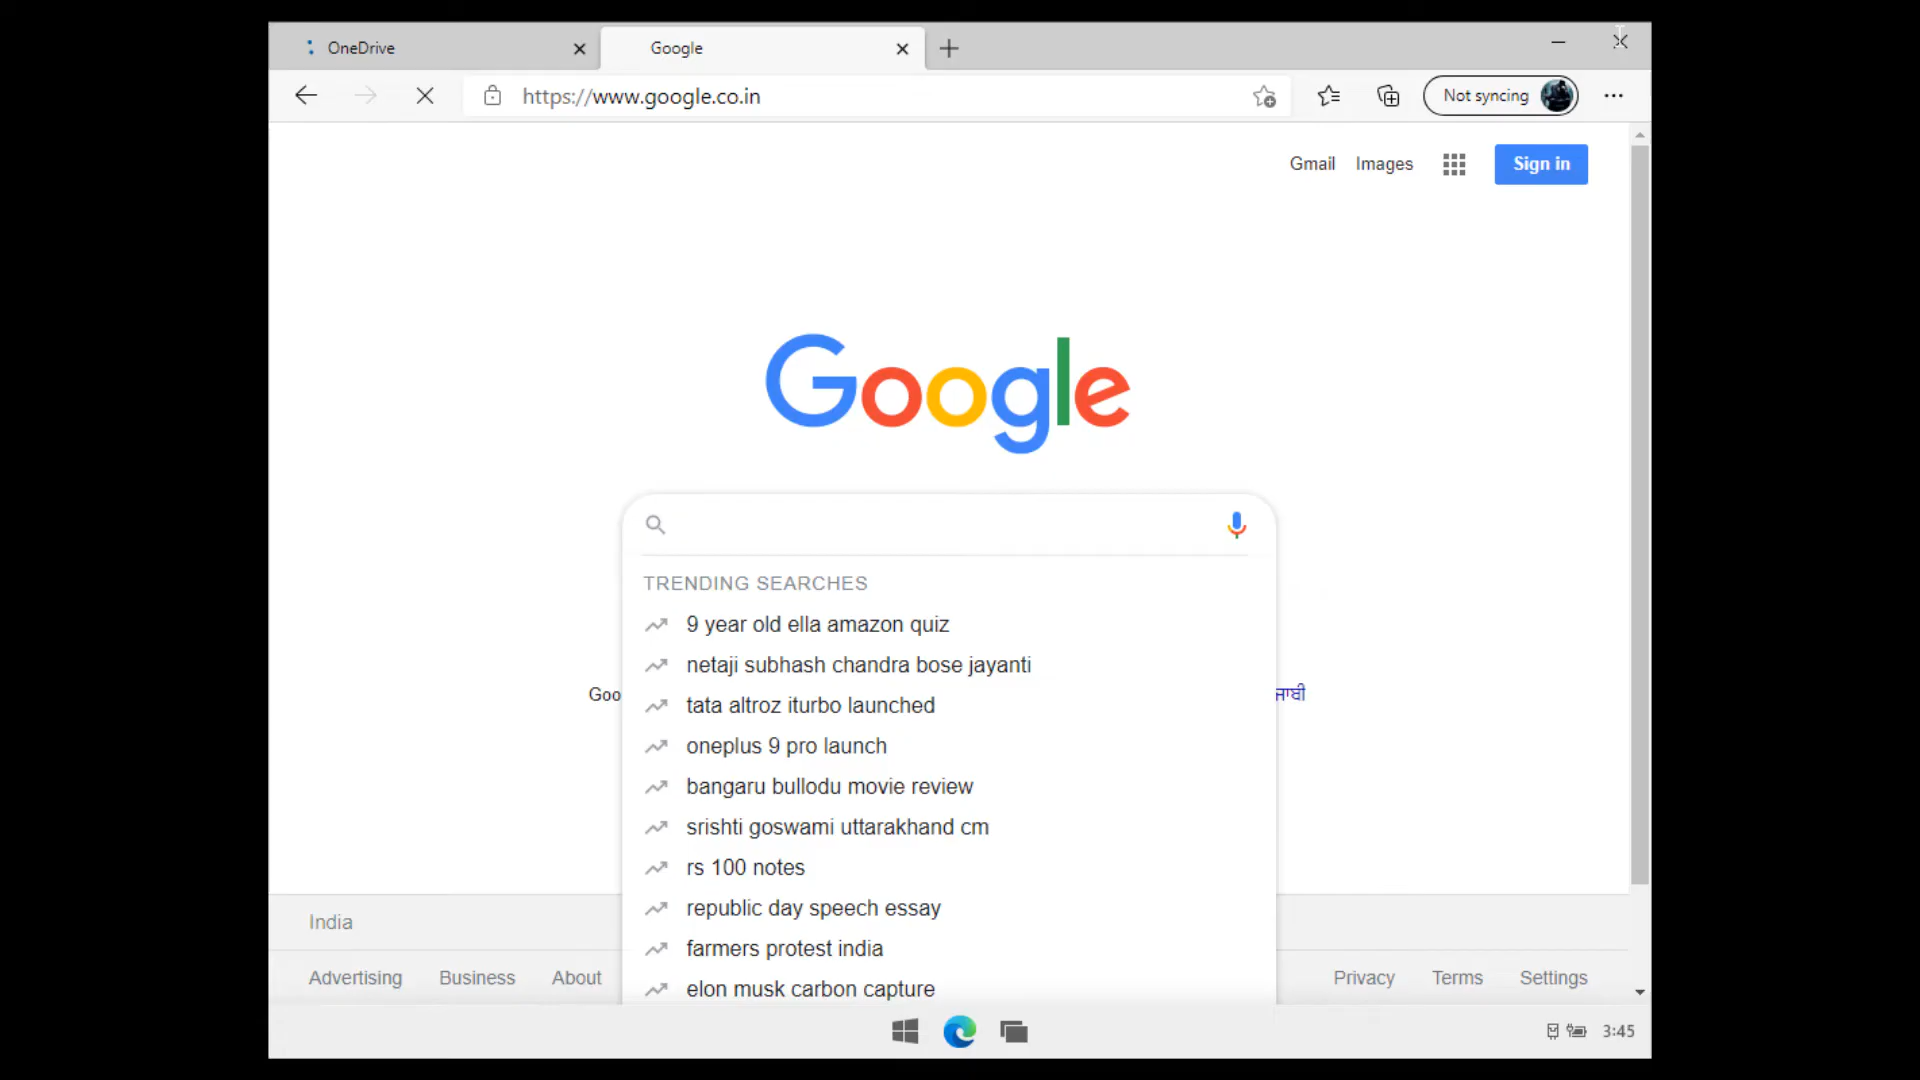 OneDrive
Google
https://www.google.co.in
Not syncing
Gmail Images Sign in
Google
TRENDING SEARCHES
9 year old ella amazon quiz
netaji subhash chandra bose jayanti
Goo ਜਾਬੀ
tata altroz iturbo launched
oneplus 9 pro launch
bangaru bullodu movie review
srishti goswami uttarakhand cm
rs 100 notes
republic day speech essay
India
farmers protest india
Advertising Business About Privacy Terms Settings
elon musk carbon capture
3:45